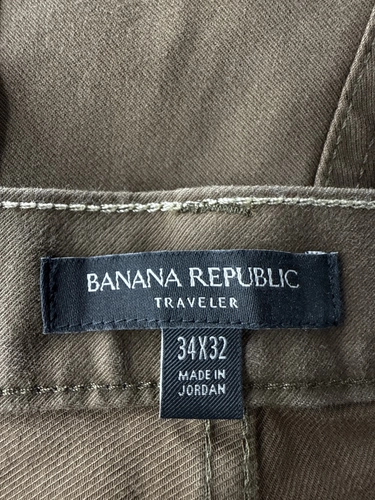 BANANA REPUBLIC
TRAVELER
34X32
MADE IN
JORDAN